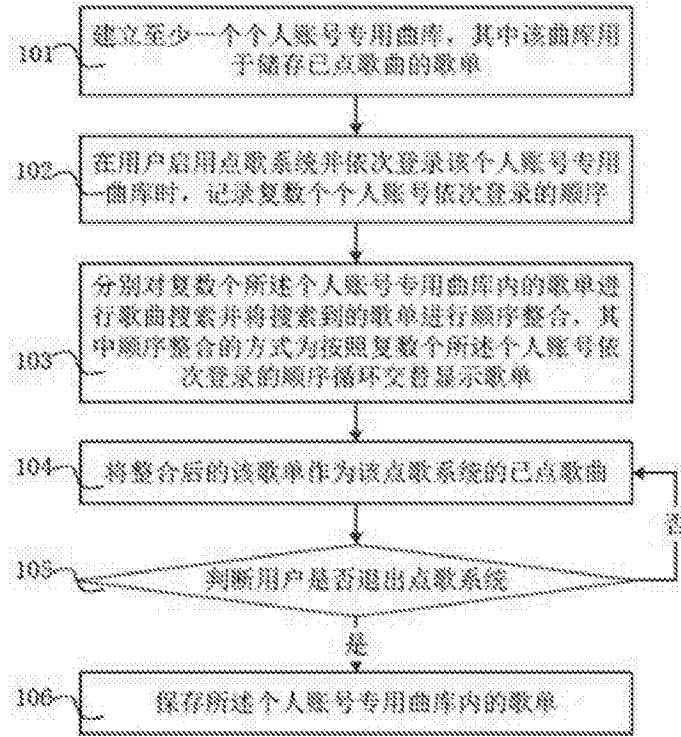 101
建立至少一个个人账号专用曲库，其中该曲库用
于储存已点歌曲的歌单
102
在用户启用点歌系统并依次登录该个人账号专用
曲库时，记录复数个个人账号依次登录的顺序
103
分别对复数个所述个人账号专用曲库内的歌单进
行歌曲搜索并将搜索到的歌单进行顺序整合，其
中顺序整合的方式为按照复数个所述个人账号依
次登录的顺序循环交替显示歌单
104
将整合后的该歌单作为该点歌系统的已点歌曲
否
105
判断用户是否退出点歌系统
是
106
保存所述个人账号专用曲库内的歌单